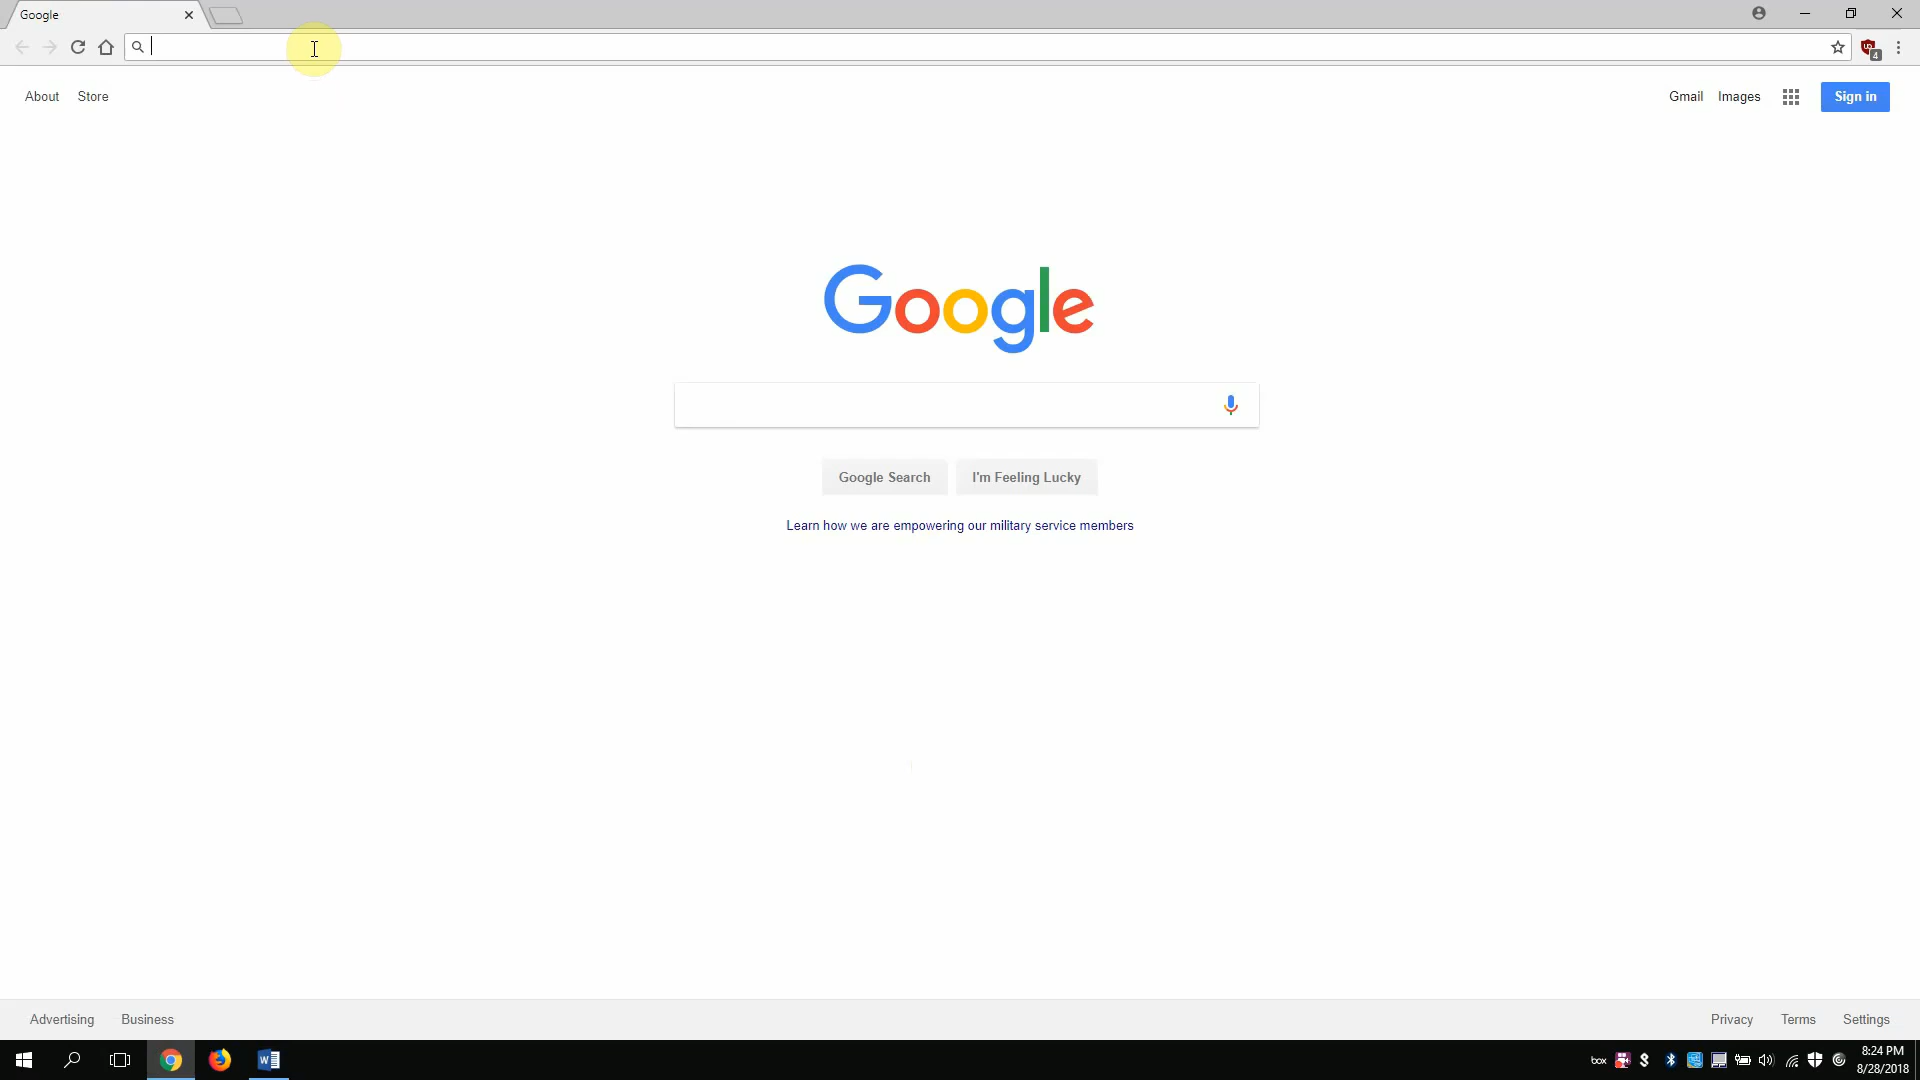 Google
About Store
Gmail Images Sign in
Google
Google Search I'm Feeling Lucky
Learn how we are empowering our military service members
Advertising Business
Privacy Terms Settings
box
8:24 PM
8/28/2018
4